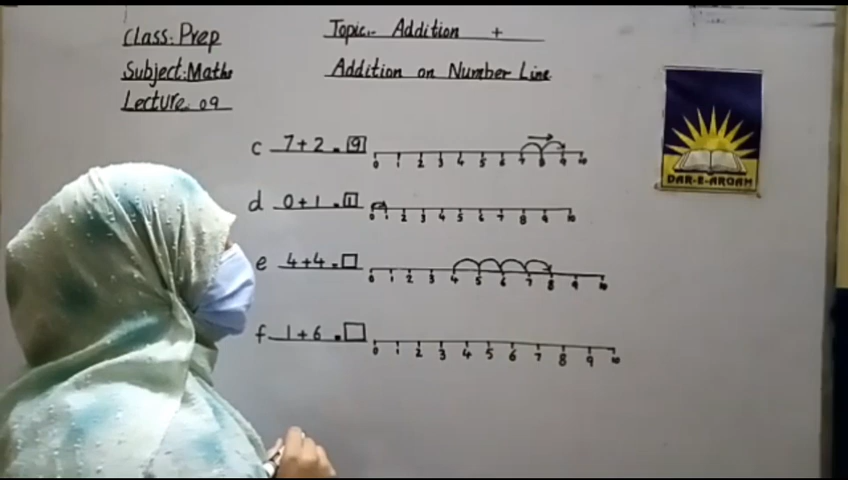 Class: Prep
Topic:- Addition +
Subject: Maths
Addition on Number Line
Lecture 09
c 7+2 = 9
0 1 2 3 4 5 6 7 8 9 10
d 0+1 = 1
0 1 2 3 4 5 6 7 8 9 10
e 4+4 =
0 1 2 3 4 5 6 7 8 9 10
f 1+6 =
0 1 2 3 4 5 6 7 8 9 10
DAR-E-ARQAM